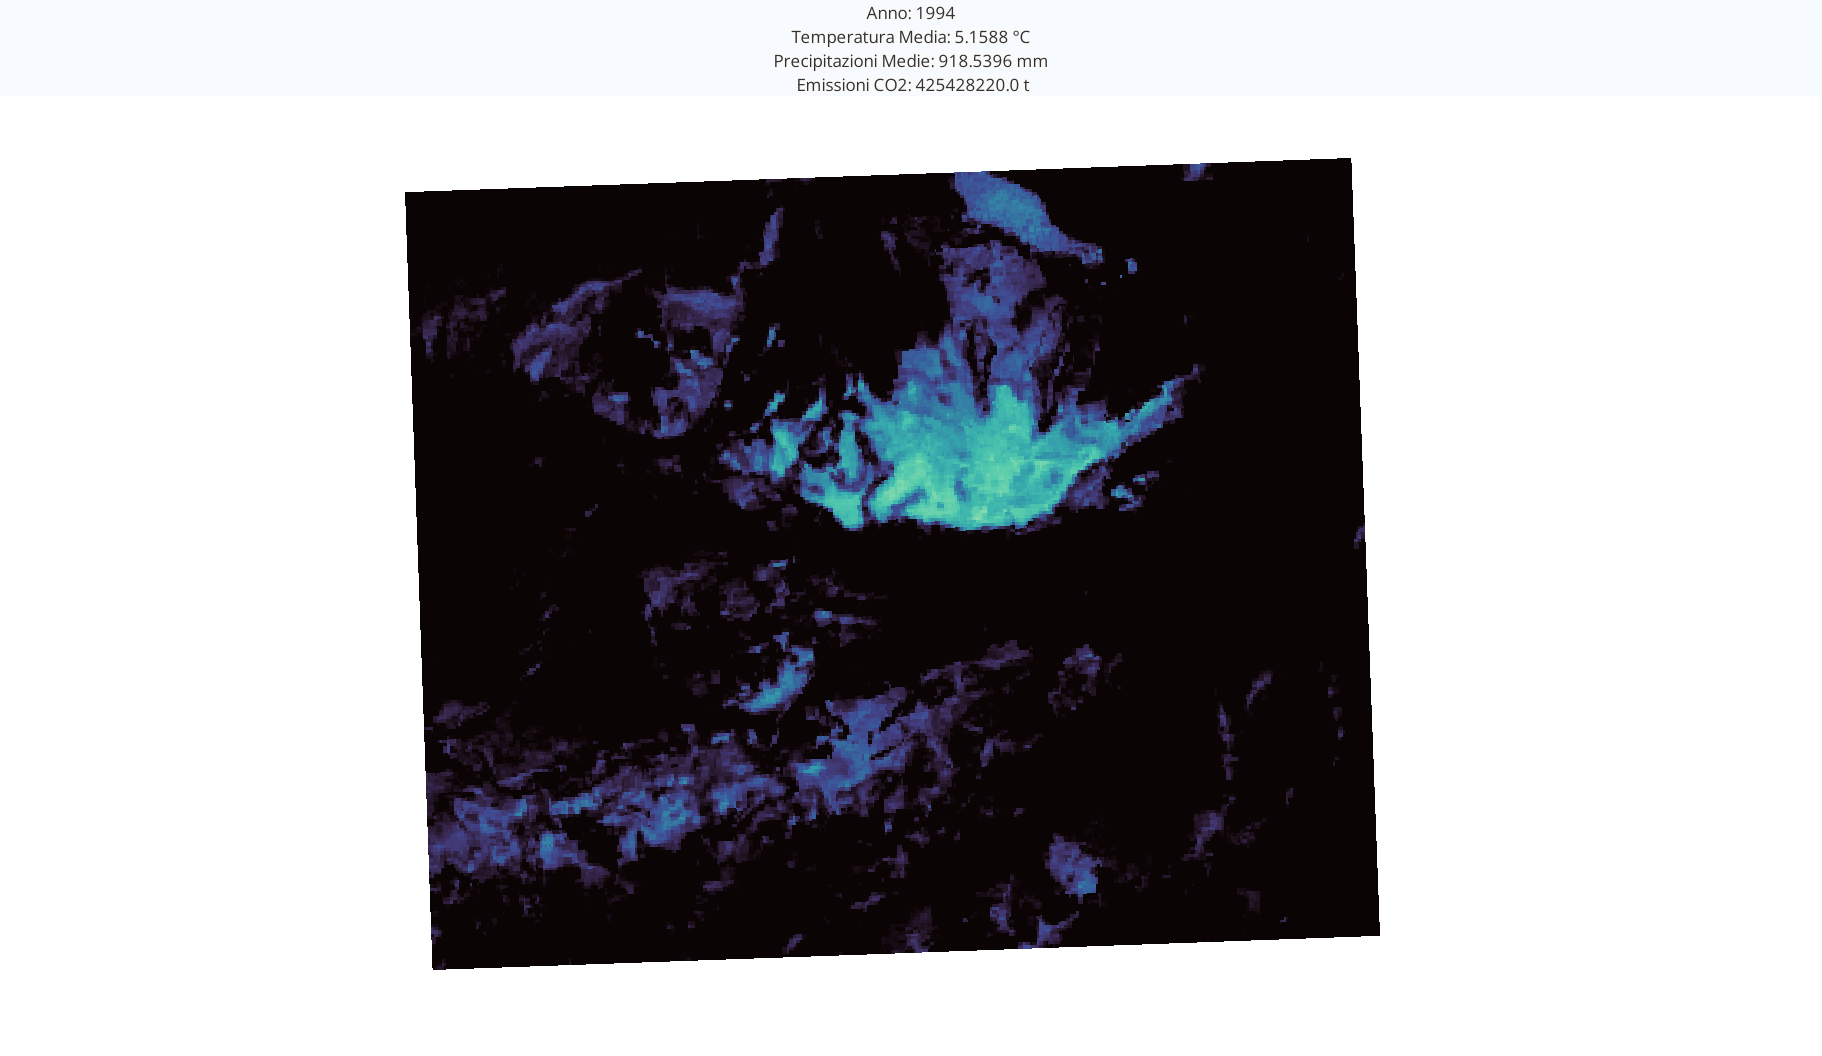 Anno: 1994
Temperatura Media: 5.1588 °C
Precipitazioni Medie: 918.5396 mm
Emissioni CO2: 425428220.0 t